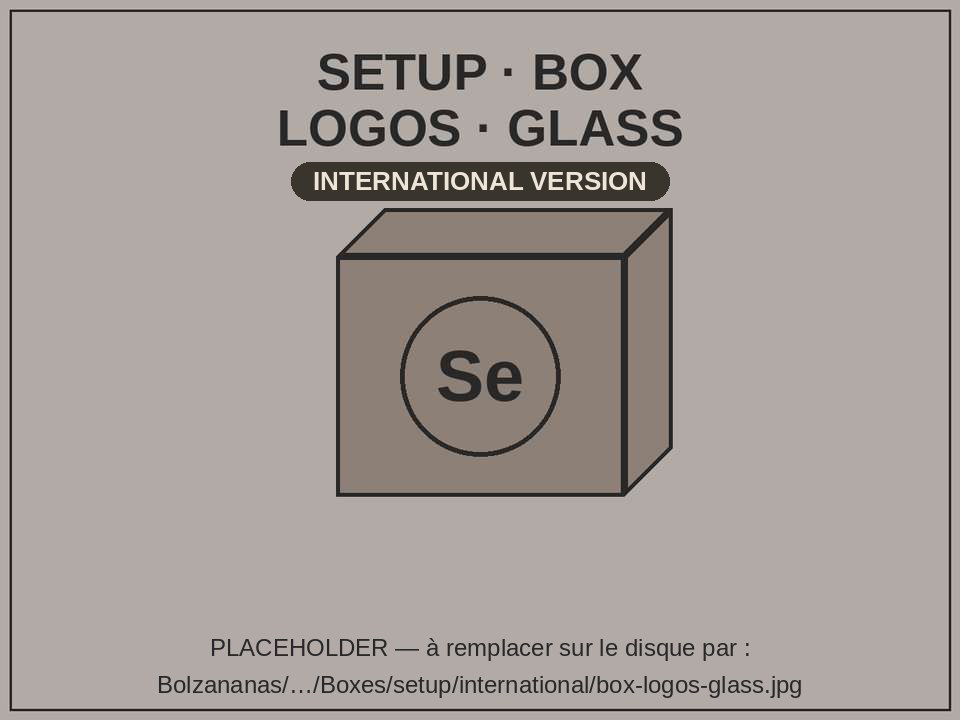 SETUP · BOX
LOGOS · GLASS
INTERNATIONAL VERSION
Se
PLACEHOLDER — à remplacer sur le disque par :
Bolzananas/…/Boxes/setup/international/box-logos-glass.jpg